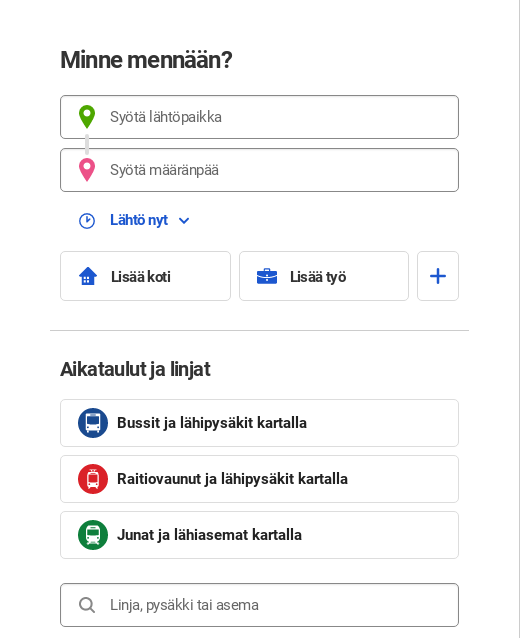 Minne mennään?
Syötä lähtöpaikka
Syötä määränpää
Lähtö nyt
Lisää koti
Lisää työ
Aikataulut ja linjat
Bussit ja lähipysäkit kartalla
Raitiovaunut ja lähipysäkit kartalla
Junat ja lähiasemat kartalla
Linja, pysäkki tai asema